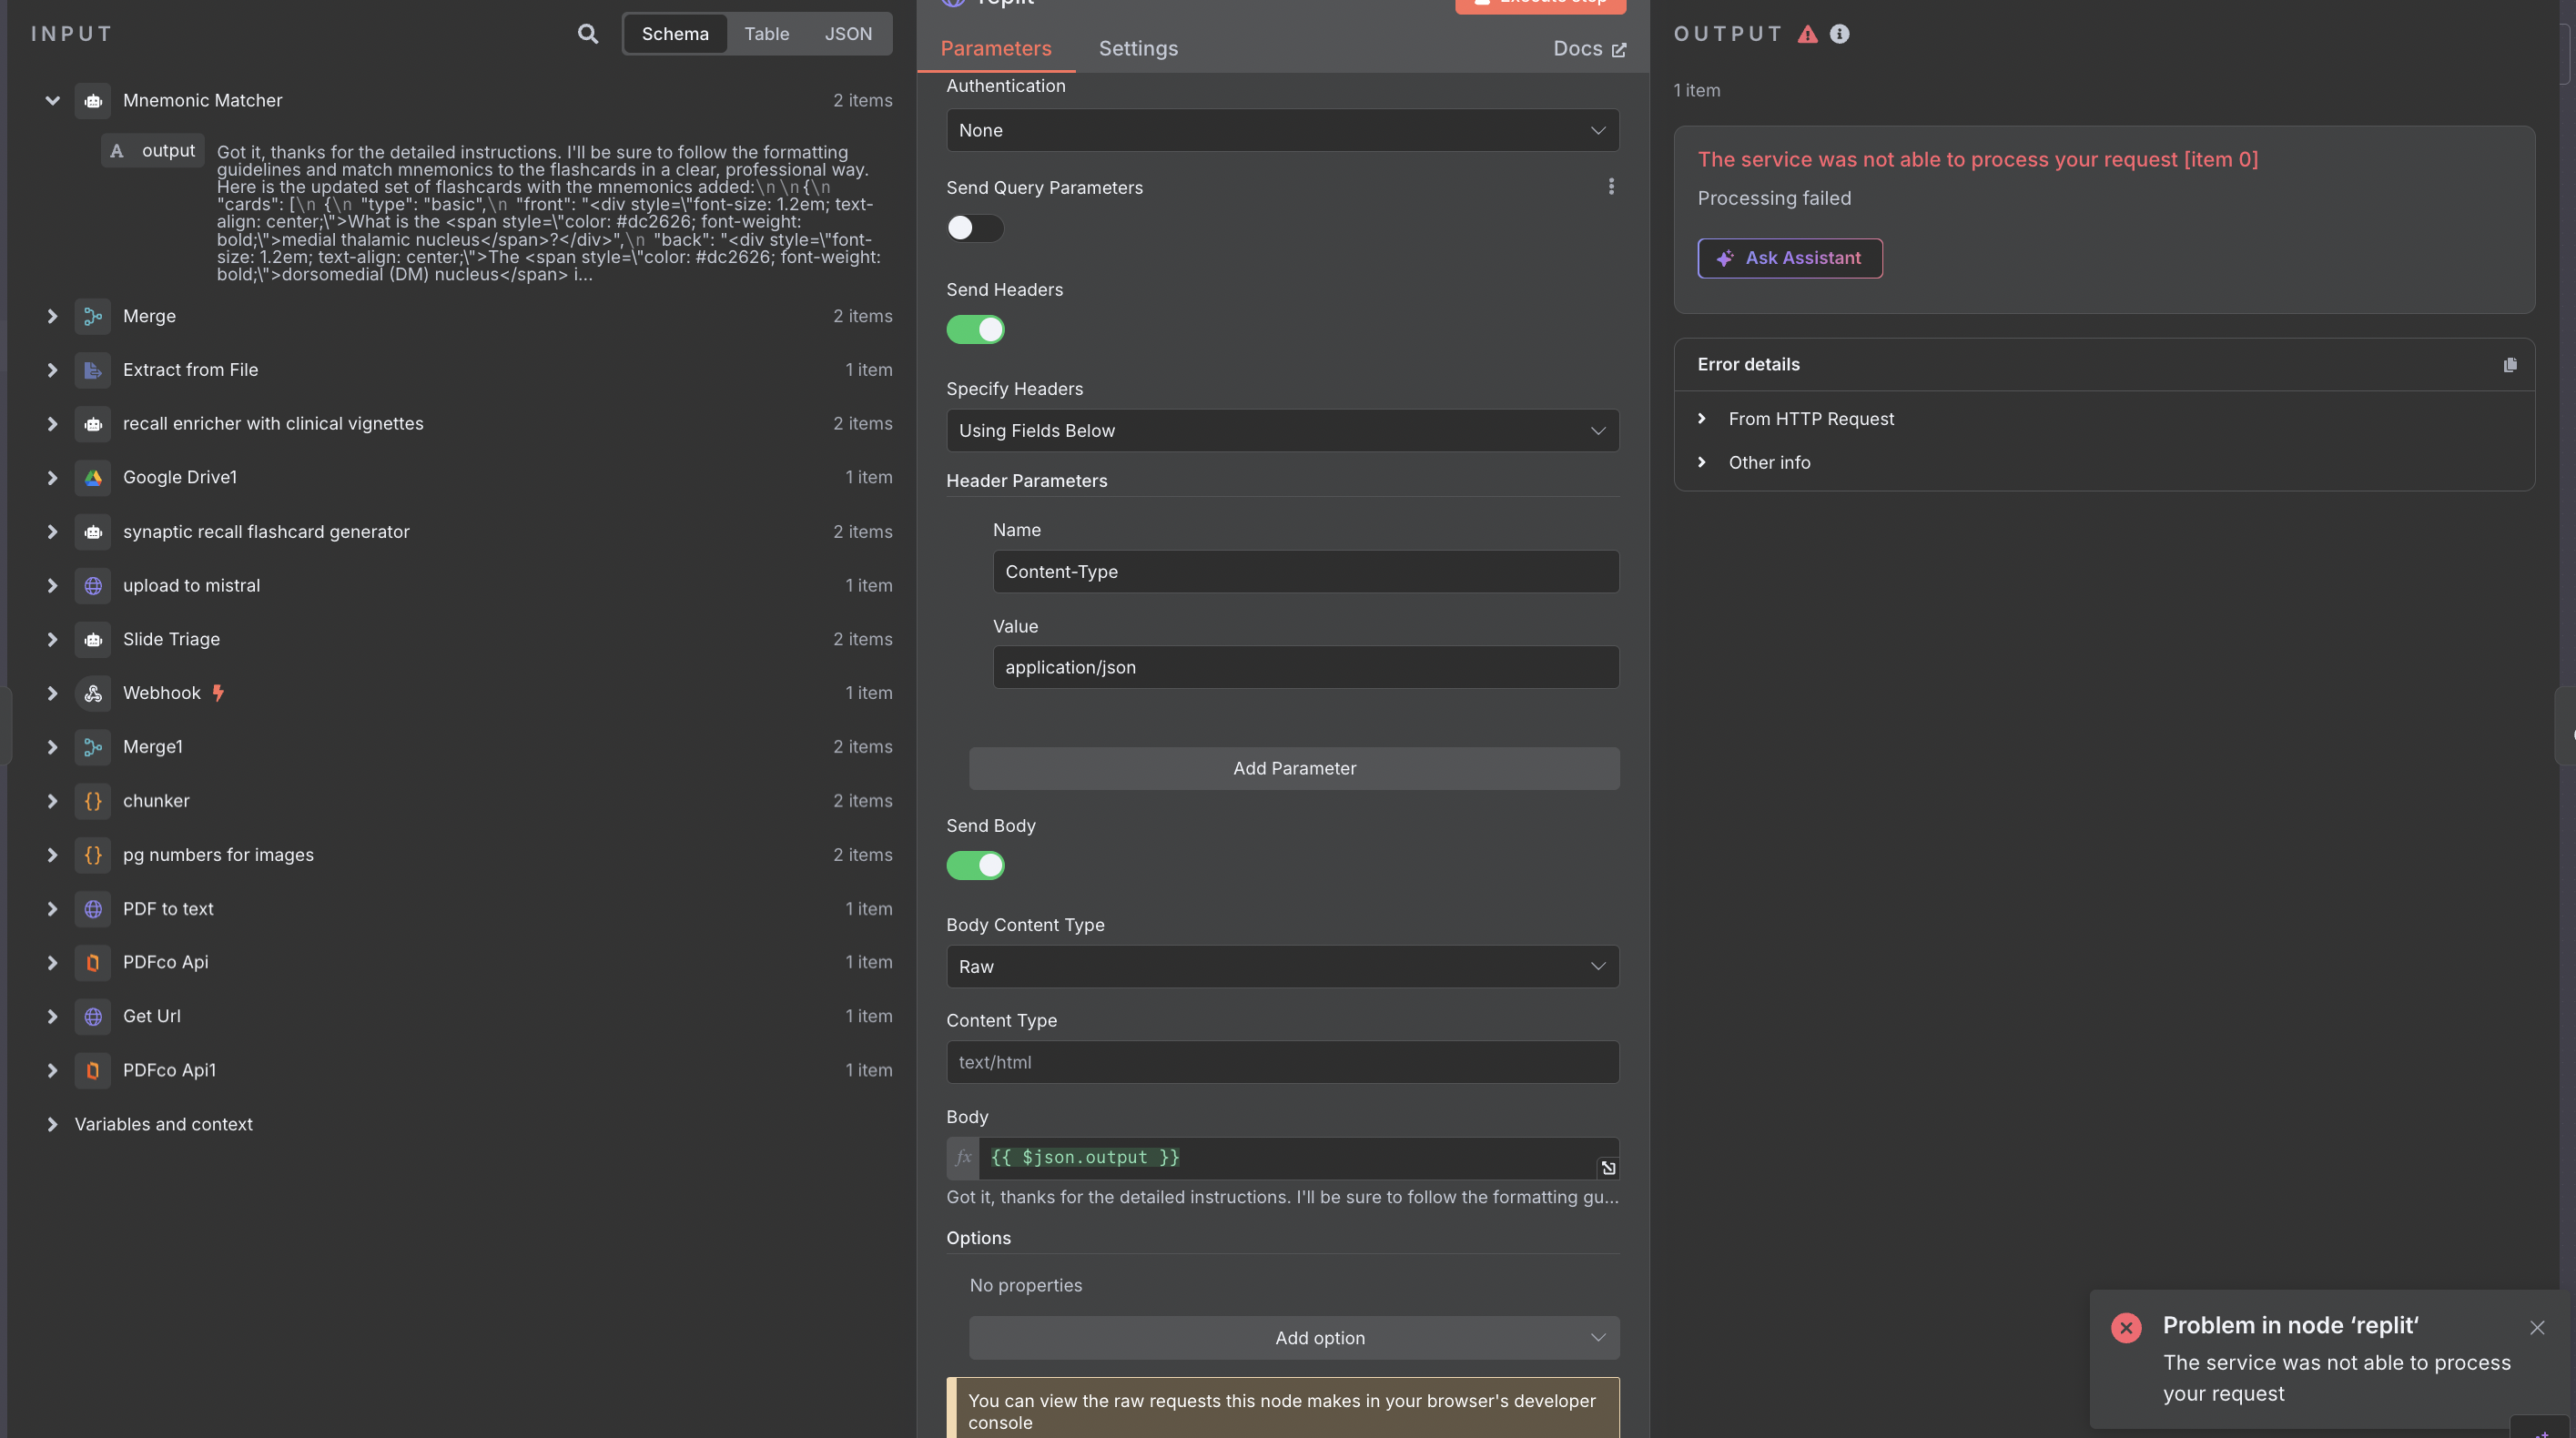 INPUT
Schema
Table
JSON
Mnemonic Matcher
2 items
A output
Got it, thanks for the detailed instructions. I'll be sure to follow the formatting
guidelines and match mnemonics to the flashcards in a clear, professional way.
Here is the updated set of flashcards with the mnemonics added:\n \n{\n
"cards": [\n {\n "type": "basic",\n "front": "<div style=\"font-size: 1.2em; text-
align: center;\">What is the <span style=\"color: #dc2626; font-weight:
bold;\">medial thalamic nucleus</span>?</div>",\n "back": "<div style=\"font-
size: 1.2em; text-align: center;\">The <span style=\"color: #dc2626; font-weight:
bold;\">dorsomedial (DM) nucleus</span> i...
Merge
2 items
Extract from File
1 item
recall enricher with clinical vignettes
2 items
Google Drive1
1 item
synaptic recall flashcard generator
2 items
upload to mistral
1 item
Slide Triage
2 items
Webhook
1 item
Merge1
2 items
chunker
2 items
pg numbers for images
2 items
PDF to text
1 item
PDFco Api
1 item
Get Url
1 item
PDFco Api1
1 item
Variables and context
replit
Execute step
Parameters
Settings
Docs
Authentication
None
Send Query Parameters
Send Headers
Specify Headers
Using Fields Below
Header Parameters
Name
Content-Type
Value
application/json
Add Parameter
Send Body
Body Content Type
Raw
Content Type
text/html
Body
fx {{ $json.output }}
Got it, thanks for the detailed instructions. I'll be sure to follow the formatting gu...
Options
No properties
Add option
You can view the raw requests this node makes in your browser's developer
console
OUTPUT
1 item
The service was not able to process your request [item 0]
Processing failed
Ask Assistant
Error details
From HTTP Request
Other info
Problem in node ‘replit‘
The service was not able to process
your request